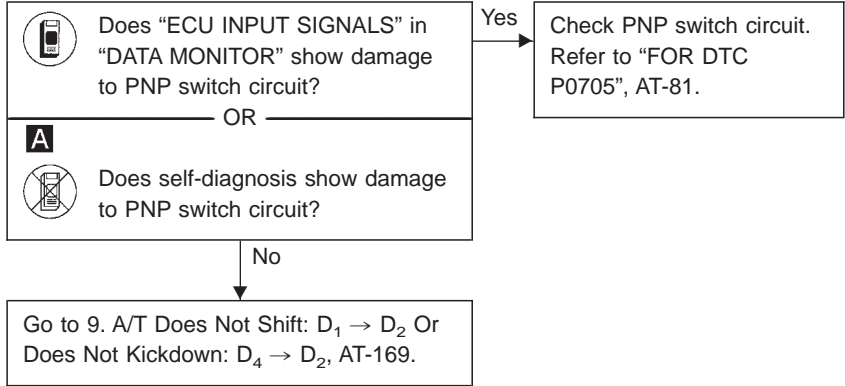 Does “ECU INPUT SIGNALS” in
“DATA MONITOR” show damage
to PNP switch circuit?
OR
A
Does self-diagnosis show damage
to PNP switch circuit?
Yes
Check PNP switch circuit.
Refer to “FOR DTC
P0705”, AT-81.
No
Go to 9. A/T Does Not Shift: D₁ → D₂ Or
Does Not Kickdown: D₄ → D₂, AT-169.